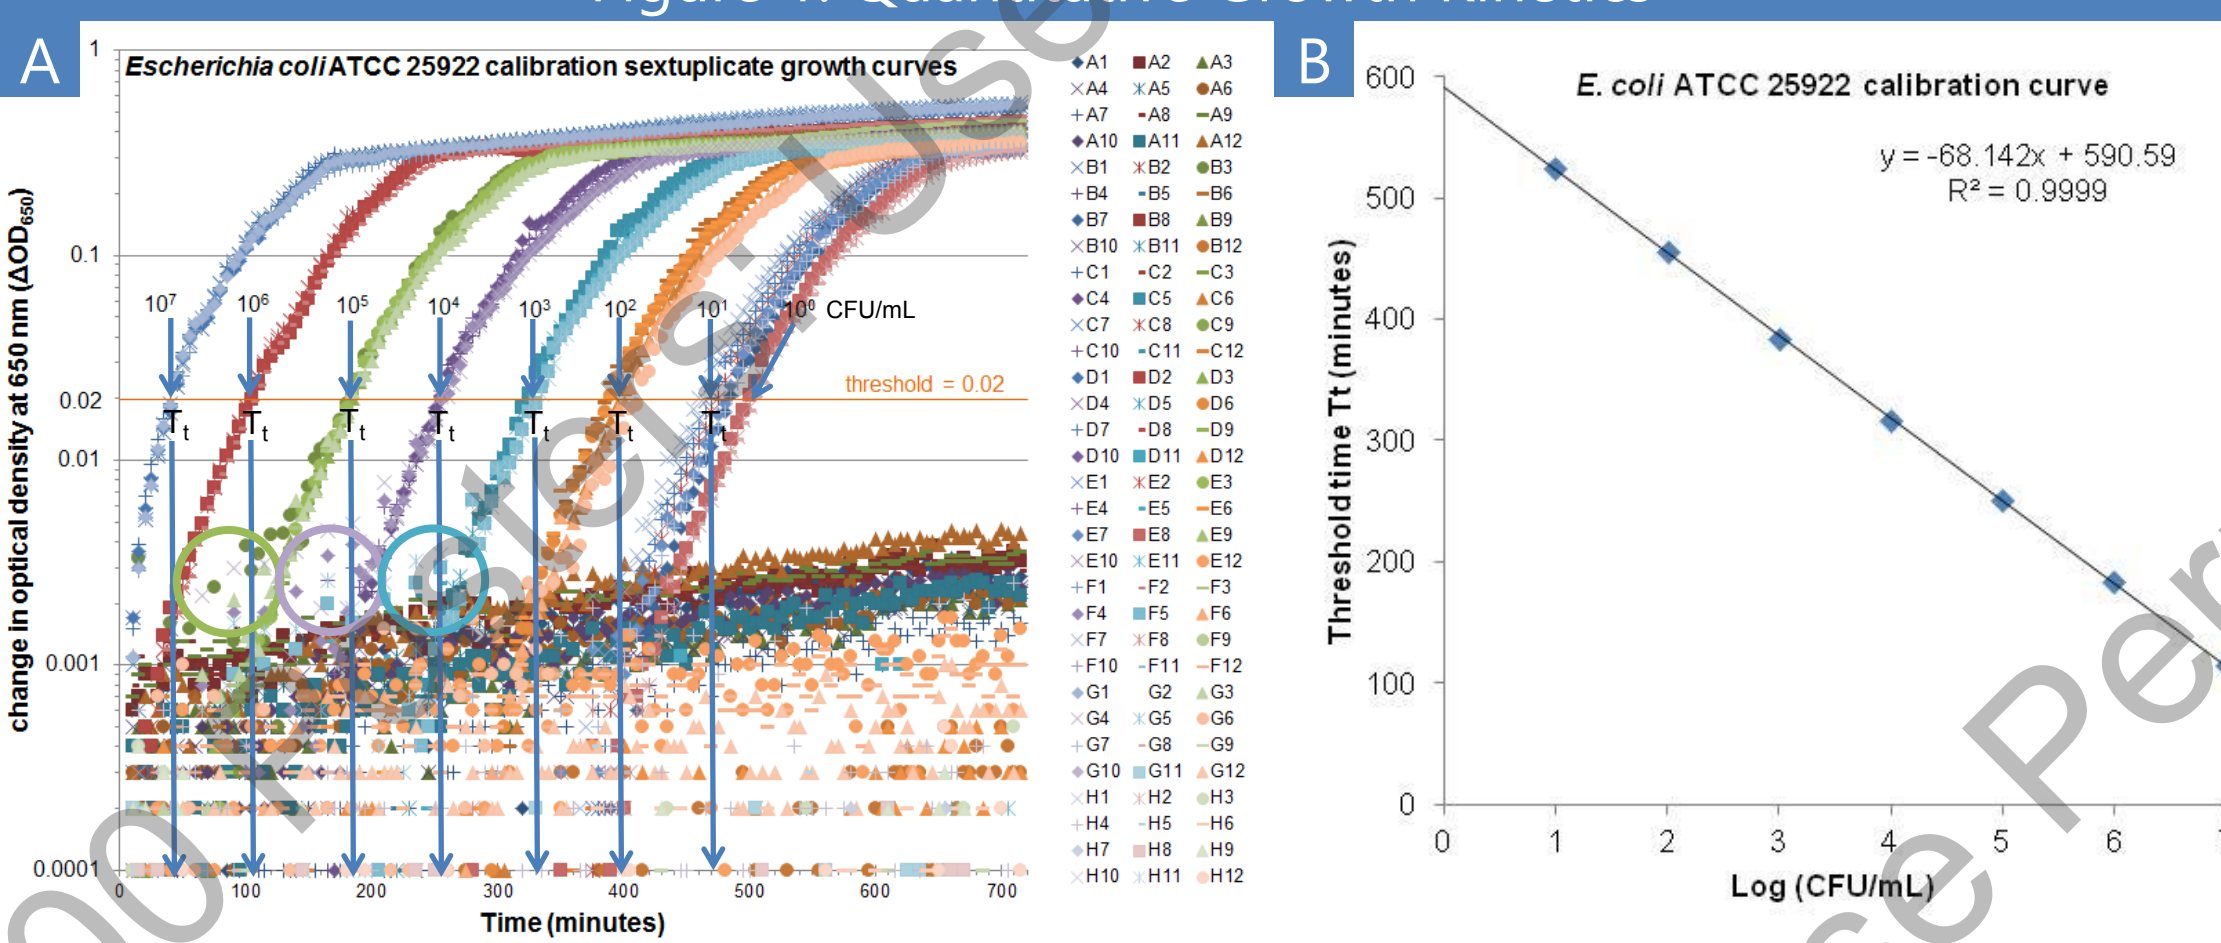 Figure 1: Quantitative Growth Kinetics
A
Escherichia coli ATCC 25922 calibration sextuplicate growth curves
change in optical density at 650 nm (ΔOD650)
1
0.1
0.02
0.01
0.001
0.0001
10⁷ 10⁶ 10⁵ 10⁴ 10³ 10² 10¹ 10⁰ CFU/mL
threshold = 0.02
Tt Tt Tt Tt Tt Tt Tt
0 100 200 300 400 500 600 700
Time (minutes)
A1 A2 A3
A4 A5 A6
A7 A8 A9
A10 A11 A12
B1 B2 B3
B4 B5 B6
B7 B8 B9
B10 B11 B12
C1 C2 C3
C4 C5 C6
C7 C8 C9
C10 C11 C12
D1 D2 D3
D4 D5 D6
D7 D8 D9
D10 D11 D12
E1 E2 E3
E4 E5 E6
E7 E8 E9
E10 E11 E12
F1 F2 F3
F4 F5 F6
F7 F8 F9
F10 F11 F12
G1 G2 G3
G4 G5 G6
G7 G8 G9
G10 G11 G12
H1 H2 H3
H4 H5 H6
H7 H8 H9
H10 H11 H12
B
E. coli ATCC 25922 calibration curve
y = -68.142x + 590.59
R² = 0.9999
Threshold time Tt (minutes)
600
500
400
300
200
100
0
0 1 2 3 4 5 6
Log (CFU/mL)